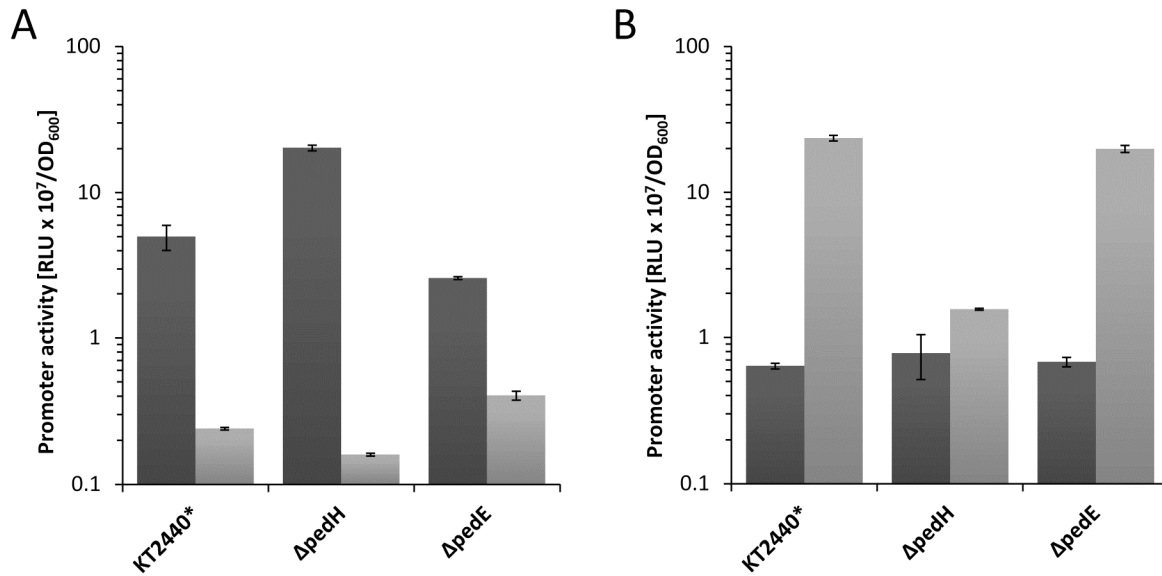 A
Promoter activity [RLU x 10⁷/OD₆₀₀]
100
10
1
0.1
KT2440*
ΔpedH
ΔpedE
B
Promoter activity [RLU x 10⁷/OD₆₀₀]
100
10
1
0.1
KT2440*
ΔpedH
ΔpedE